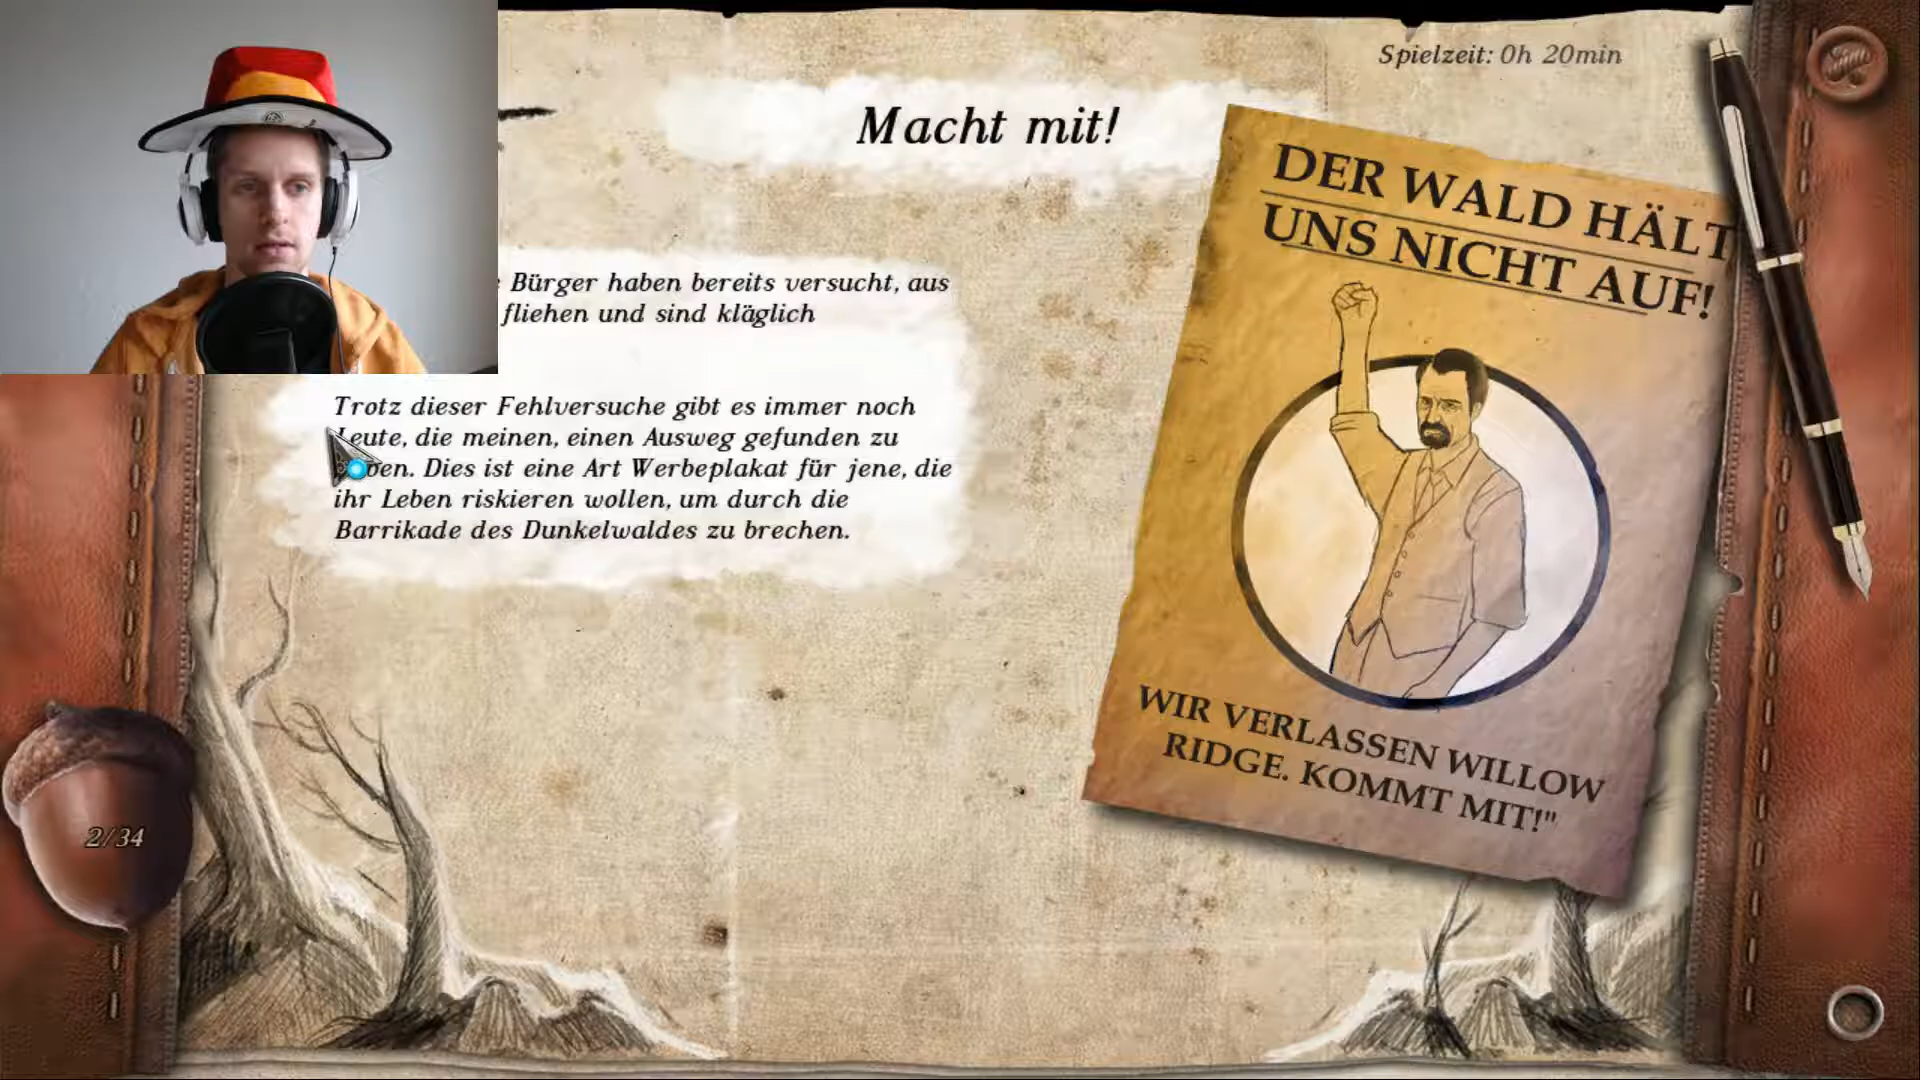 Spielzeit: 0h 20min
Macht mit!
Bürger haben bereits versucht, aus
fliehen und sind kläglich
Trotz dieser Fehlversuche gibt es immer noch
Leute, die meinen, einen Ausweg gefunden zu
Dies ist eine Art Werbeplakat für jene, die
ihr Leben riskieren wollen, um durch die
Barrikade des Dunkelwaldes zu brechen.
DER WALD HÄLT
UNS NICHT AUF!
WIR VERLASSEN WILLOW
RIDGE. KOMMT MIT!"
2/34